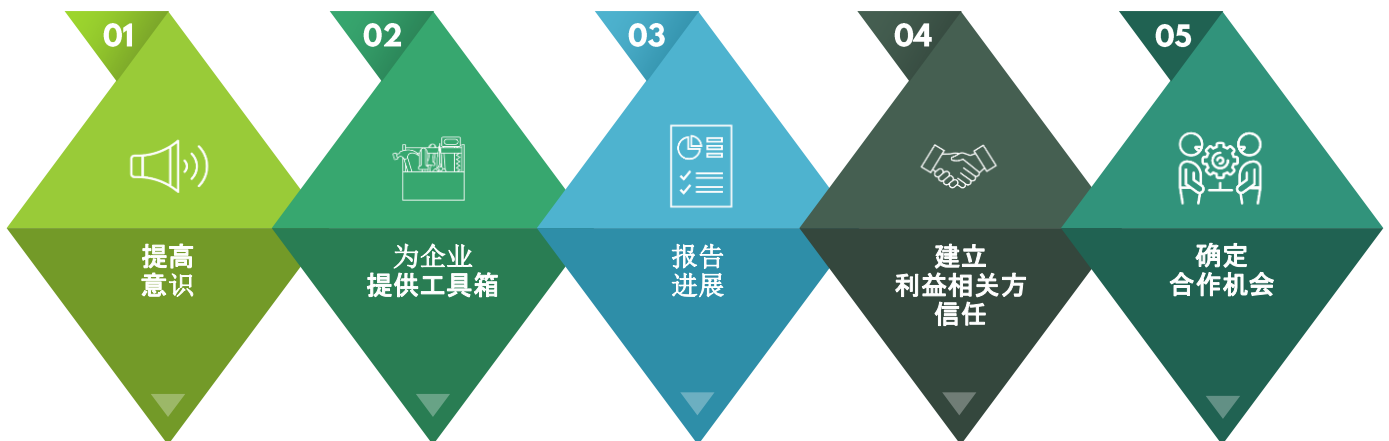 01
提高
意识
02
为企业
提供工具箱
03
报告
进展
04
建立
利益相关方
信任
05
确定
合作机会